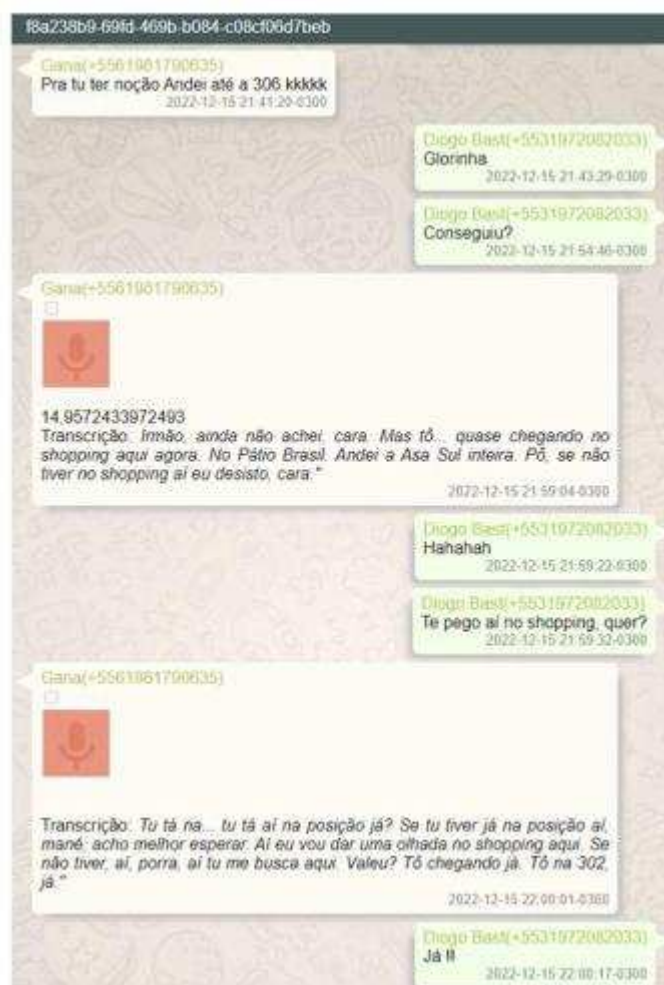 f8a238b9-69fd-469b-b084-c08cf06d7beb
Gana(+5561981790635)
Pra tu ter noção Andei até a 306 kkkkk
2022-12-15 21:41:20-0300
Diogo Bast(+5531972082033)
Glorinha
2022-12-15 21:43:29-0300
Diogo Bast(+5531972082033)
Conseguiu?
2022-12-15 21:54:46-0300
Gana(+5561981790635)
14,9572433972493
Transcrição: Irmão, ainda não achei, cara. Mas tô... quase chegando no
shopping aqui agora. No Pátio Brasil. Andei a Asa Sul inteira. Pô, se não
tiver no shopping aí eu desisto, cara."
2022-12-15 21:59:04-0300
Diogo Bast(+5531972082033)
Hahahah
2022-12-15 21:59:22-0300
Diogo Bast(+5531972082033)
Te pego aí no shopping, quer?
2022-12-15 21:59:32-0300
Gana(+5561981790635)
Transcrição: Tu tá na... tu tá aí na posição já? Se tu tiver já na posição aí,
mané, acho melhor esperar. Aí eu vou dar uma olhada no shopping aqui. Se
não tiver, aí, porra, aí tu me busca aqui. Valeu? Tô chegando já. Tô na 302,
já."
2022-12-15 22:00:01-0300
Diogo Bast(+5531972082033)
Já !!!
2022-12-15 22:00:17-0300